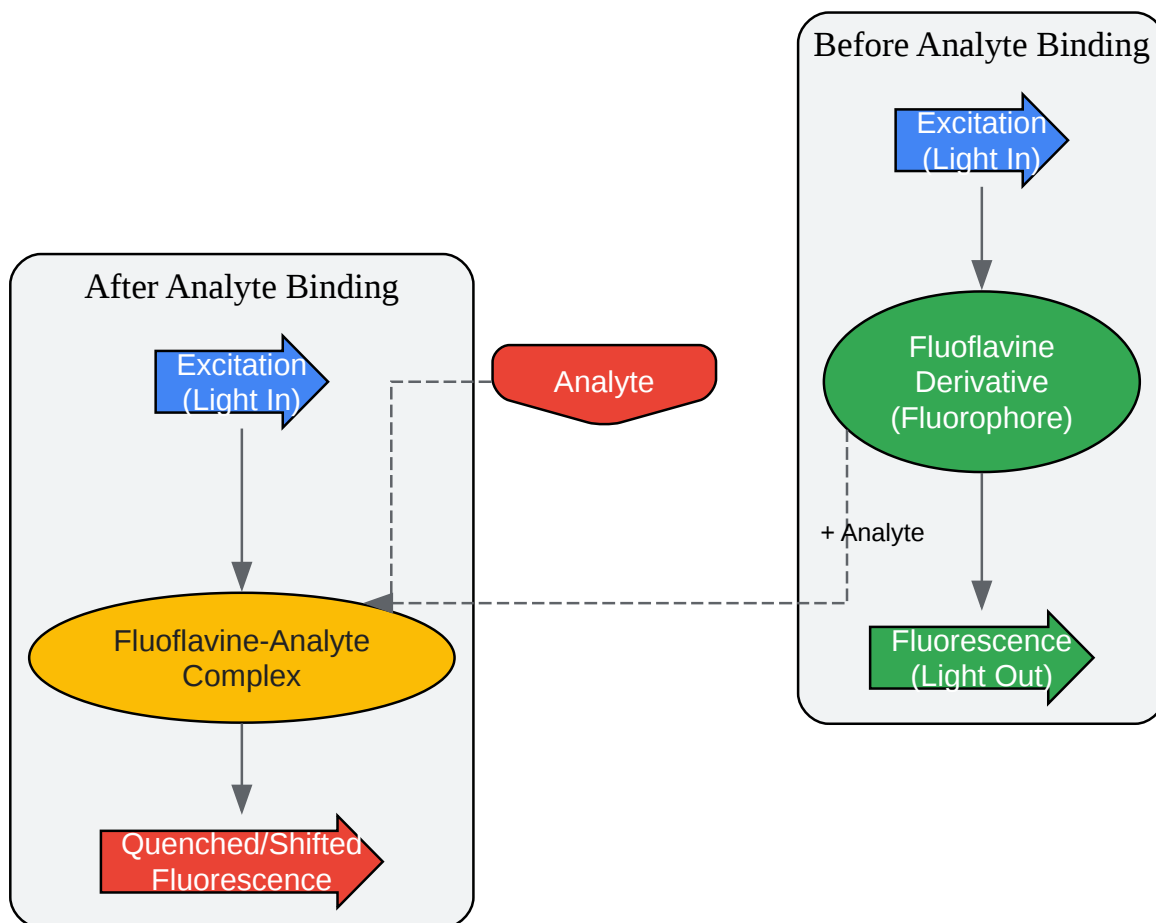 Before Analyte Binding
Excitation
(Light In)
Fluoflavine
Derivative
(Fluorophore)
+ Analyte
Fluorescence
(Light Out)
Analyte
After Analyte Binding
Excitation
(Light In)
Fluoflavine-Analyte
Complex
Quenched/Shifted
Fluorescence